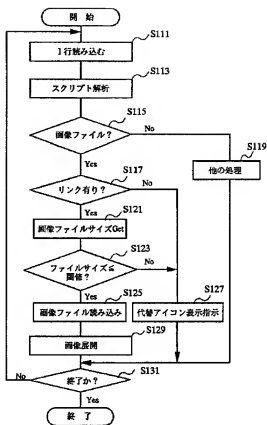 開始
S111
1行読み込む
S113
スクリプト解析
S115
画像ファイル？
No
Yes
S119
他の処理
S117
リンク有り？
No
Yes
S121
画像ファイルサイズGet
S123
ファイルサイズ≦
閾値？
No
Yes
S125
画像ファイル読み込み
S127
代替アイコン表示指示
S129
画像展開
S131
終了か？
No
Yes
終了